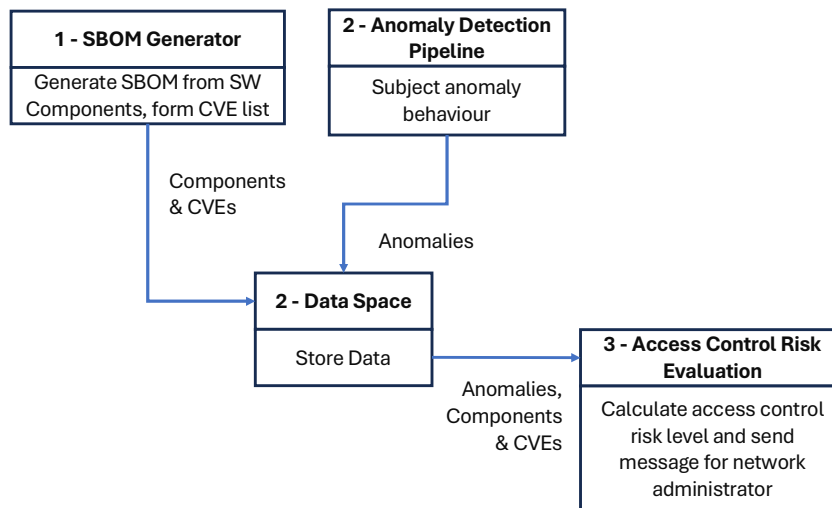 1 - SBOM Generator
Generate SBOM from SW
Components, form CVE list
2 - Anomaly Detection
Pipeline
Subject anomaly
behaviour
Components
& CVEs
Anomalies
2 - Data Space
Store Data
Anomalies,
Components
& CVEs
3 - Access Control Risk
Evaluation
Calculate access control
risk level and send
message for network
administrator